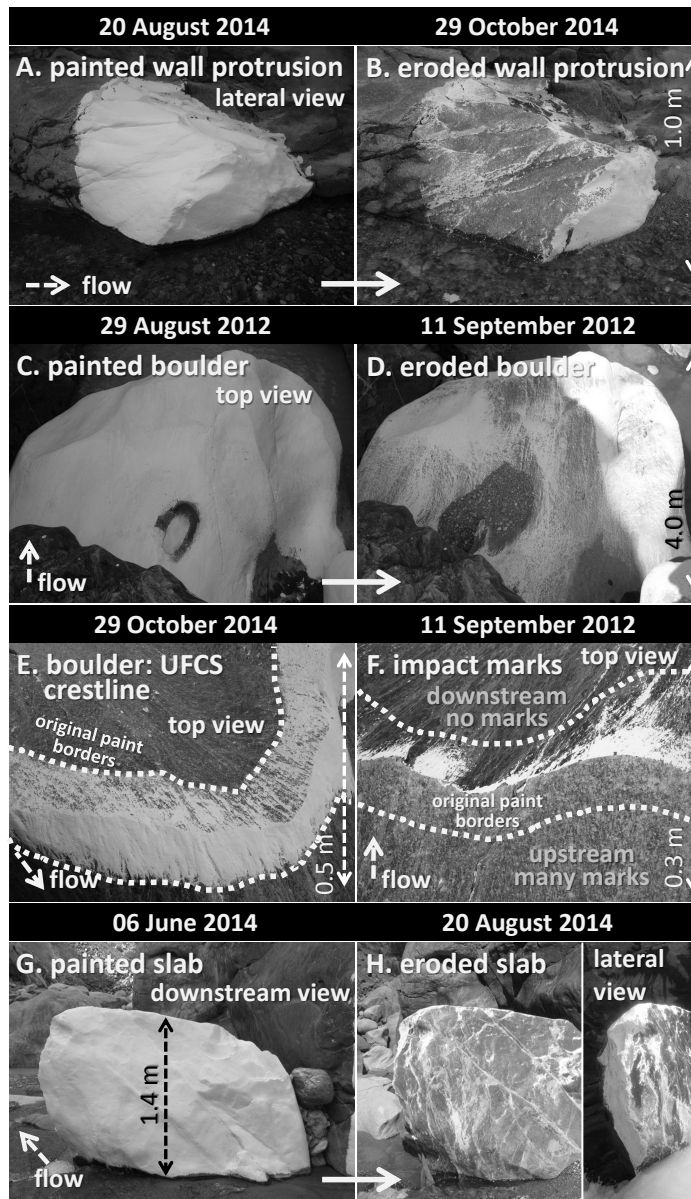 20 August 2014
29 October 2014
A. painted wall protrusion
lateral view
flow
B. eroded wall protrusion
1.0 m
29 August 2012
11 September 2012
C. painted boulder
top view
flow
D. eroded boulder
4.0 m
29 October 2014
11 September 2012
E. boulder: UFCS
crestline
top view
original paint
borders
flow
0.5 m
F. impact marks
top view
downstream
no marks
original paint
borders
upstream
many marks
flow
0.3 m
06 June 2014
20 August 2014
G. painted slab
downstream view
1.4 m
flow
H. eroded slab
lateral
view